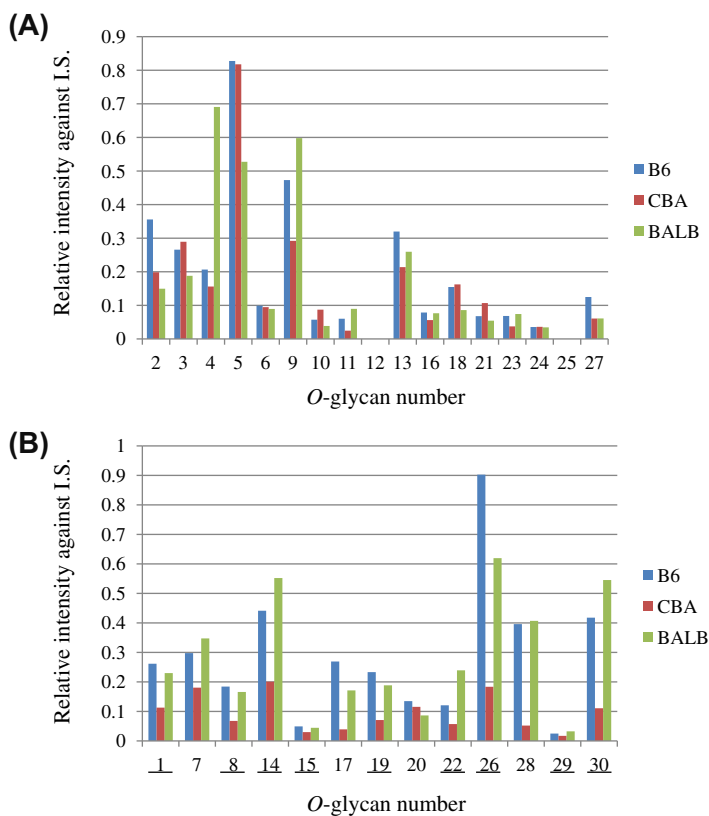 (A)
Relative intensity against I.S.
0.9
0.8
0.7
0.6
0.5
0.4
0.3
0.2
0.1
0
2 3 4 5 6 9 10 11 12 13 16 18 21 23 24 25 27
O-glycan number
B6
CBA
BALB
(B)
Relative intensity against I.S.
1
0.9
0.8
0.7
0.6
0.5
0.4
0.3
0.2
0.1
0
1 7 8 14 15 17 19 20 22 26 28 29 30
O-glycan number
B6
CBA
BALB